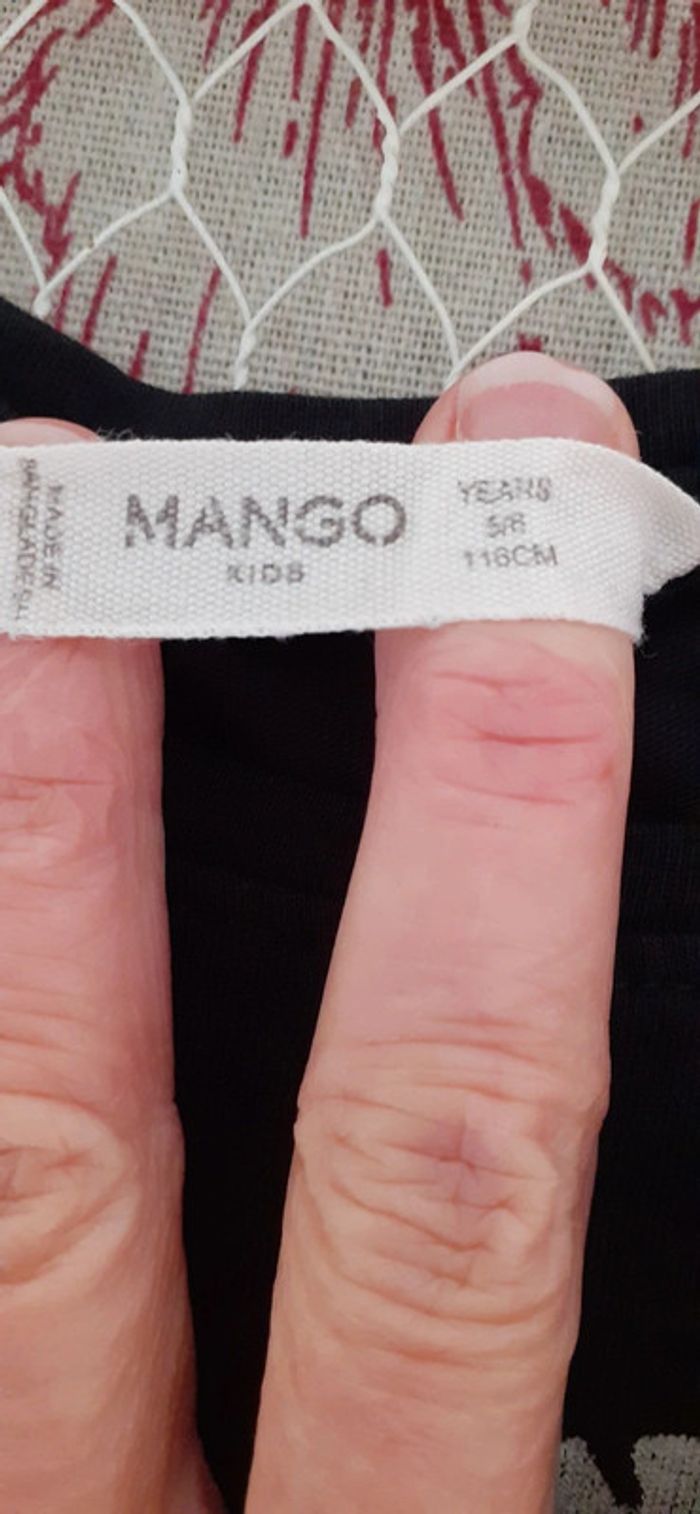 MADE IN
BANGLADESH
MANGO
KIDS
YEARS
5/6
116CM